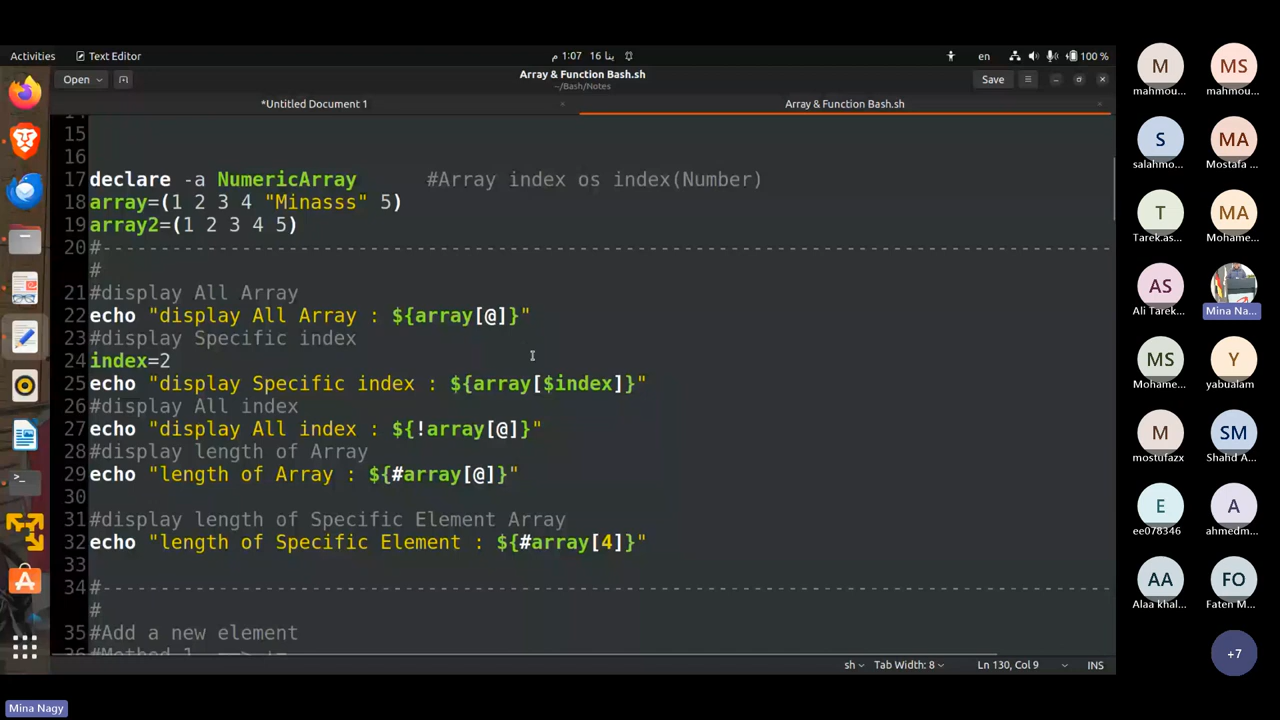 Activities
Text Editor
م 1:07 16 ينا
en
100 %
Open
Array & Function Bash.sh
~/Bash/Notes
Save
*Untitled Document 1
Array & Function Bash.sh
15
16
17 declare -a NumericArray #Array index os index(Number)
18 array=(1 2 3 4 "Minasss" 5)
19 array2=(1 2 3 4 5)
20 #--------------------------------------------------------------------------------
#
21 #display All Array
22 echo "display All Array : ${array[@]}"
23 #display Specific index
24 index=2
25 echo "display Specific index : ${array[$index]}"
26 #display All index
27 echo "display All index : ${!array[@]}"
28 #display length of Array
29 echo "length of Array : ${#array[@]}"
30
31 #display length of Specific Element Array
32 echo "length of Specific Element : ${#array[4]}"
33
34 #--------------------------------------------------------------------------------
#
35 #Add a new element
sh
Tab Width: 8
Ln 130, Col 9
INS
M
mahmou...
MS
mahmou...
S
salahmo...
MA
Mostafa ...
T
Tarek.as...
MA
Mohame...
AS
Ali Tarek...
Mina Na...
MS
Mohame...
Y
yabualam
M
mostufazx
SM
Shahd A...
E
ee078346
A
ahmedm...
AA
Alaa khal...
FO
Faten M...
+7
Mina Nagy